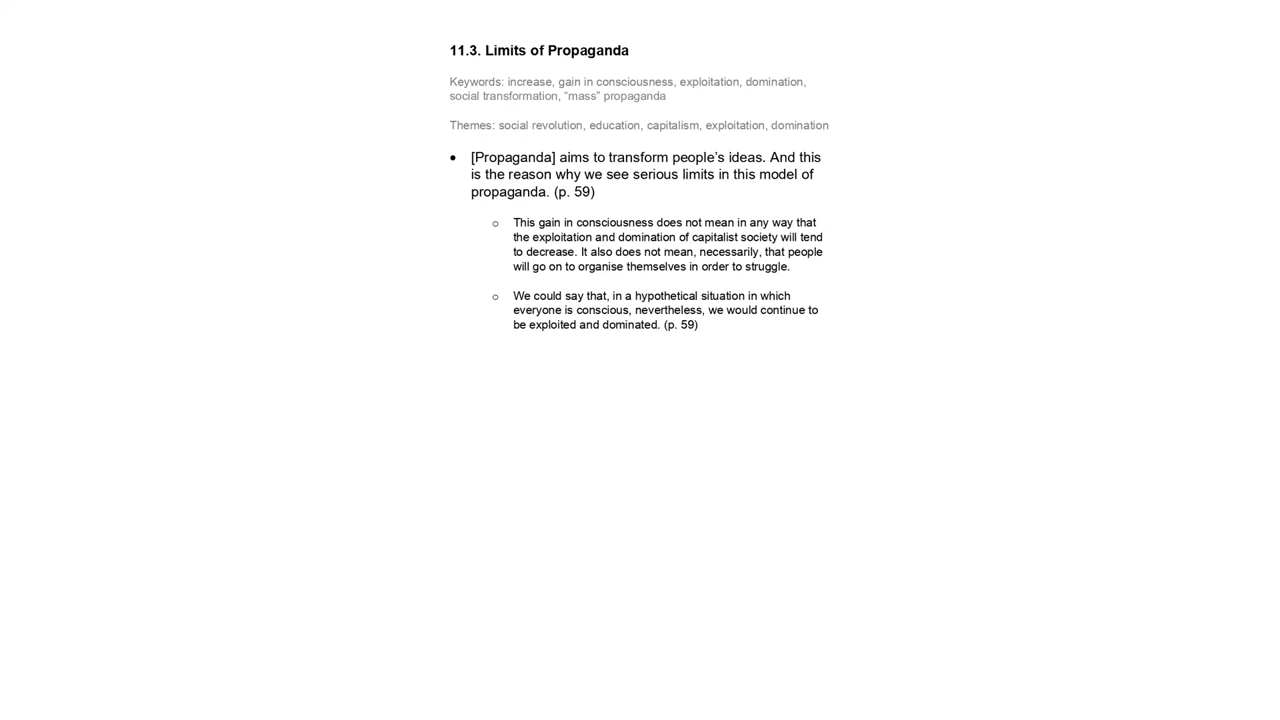 11.3. Limits of Propaganda
Keywords: increase, gain in consciousness, exploitation, domination,
social transformation, “mass” propaganda
Themes: social revolution, education, capitalism, exploitation, domination
• [Propaganda] aims to transform people’s ideas. And this
is the reason why we see serious limits in this model of
propaganda. (p. 59)
o This gain in consciousness does not mean in any way that
the exploitation and domination of capitalist society will tend
to decrease. It also does not mean, necessarily, that people
will go on to organise themselves in order to struggle.
o We could say that, in a hypothetical situation in which
everyone is conscious, nevertheless, we would continue to
be exploited and dominated. (p. 59)